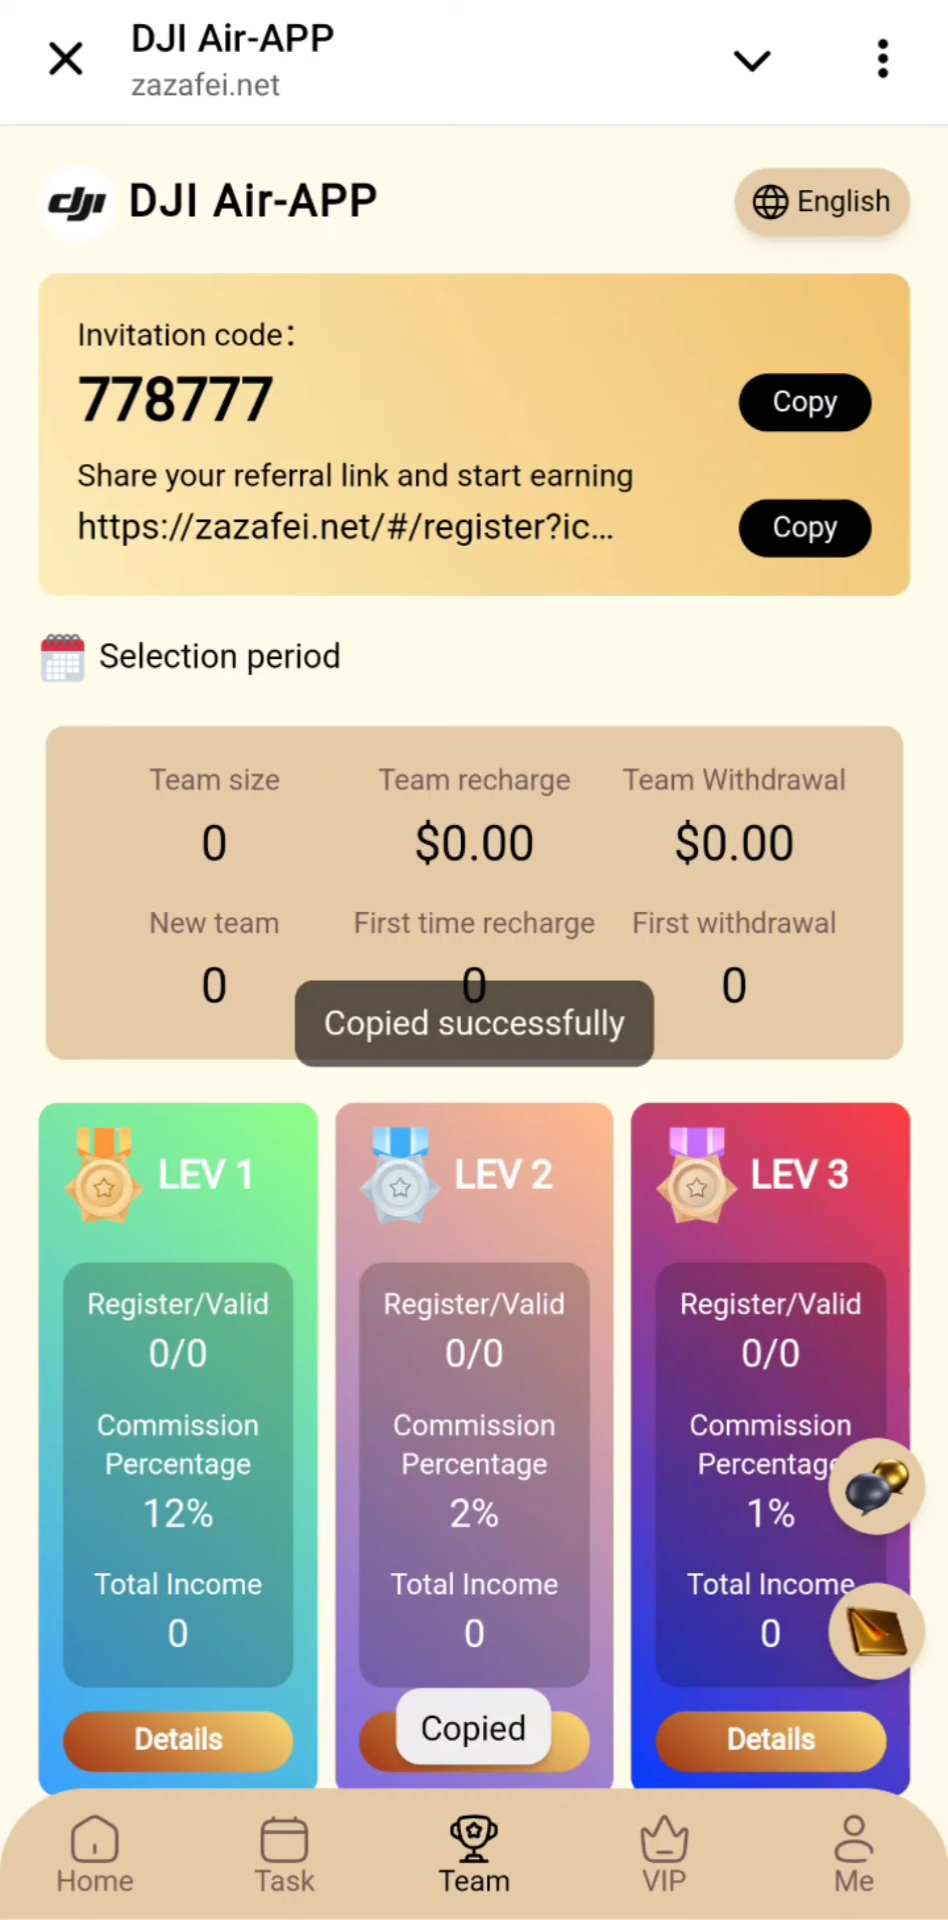 DJI Air-APP
zazafei.net
dji DJI Air-APP
English
Invitation code：
778777
Copy
Share your referral link and start earning
https://zazafei.net/#/register?ic...
Copy
Selection period
Team size Team recharge Team Withdrawal
0 $0.00 $0.00
New team First time recharge First withdrawal
0 0 0
Copied successfully
LEV 1 LEV 2 LEV 3
Register/Valid Register/Valid Register/Valid
0/0 0/0 0/0
Commission Commission Commission
Percentage Percentage Percentage
12% 2% 1%
Total Income Total Income Total Income
0 0 0
Details Copied Details
Home Task Team VIP Me